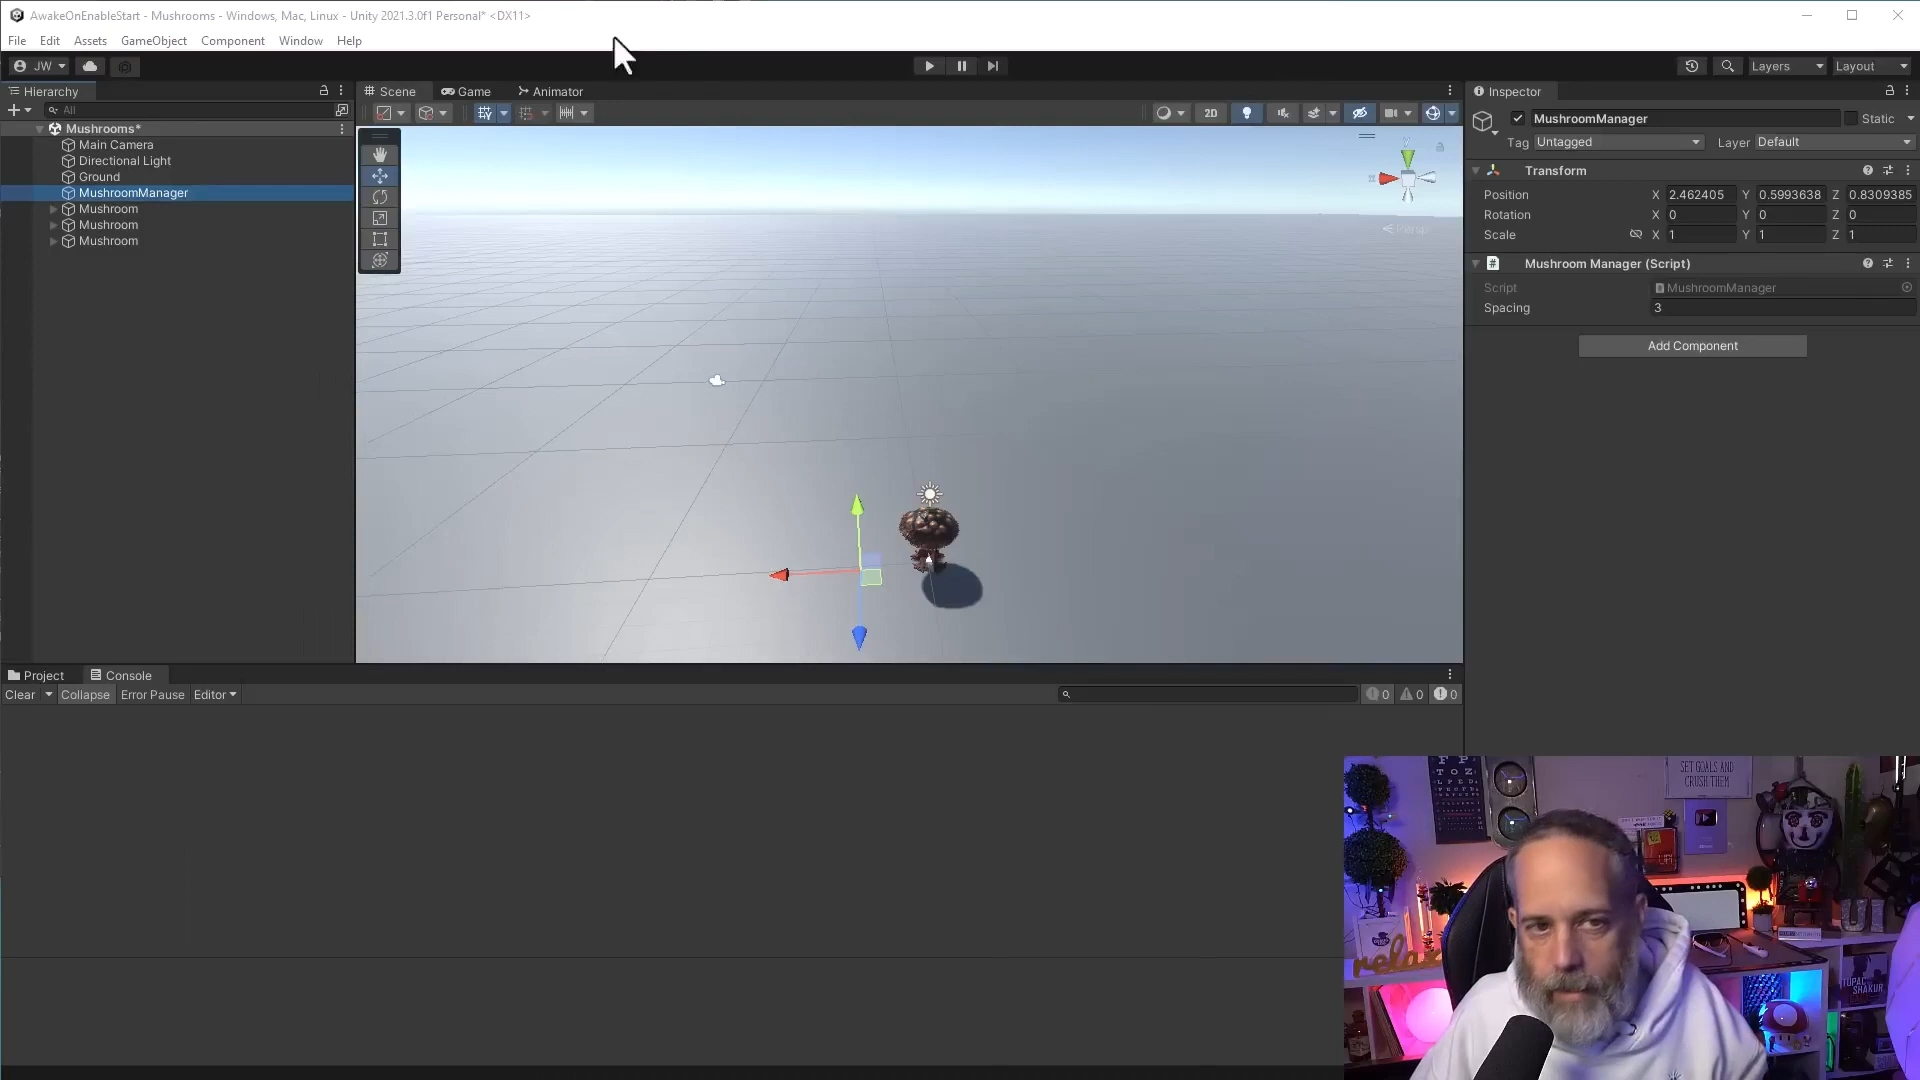 AwakeOnEnableStart - Mushrooms - Windows, Mac, Linux - Unity 2021.3.0f1 Personal* <DX11>
File Edit Assets GameObject Component Window Help
JW Layers Layout
Hierarchy
All
Mushrooms*
Main Camera
Directional Light
Ground
MushroomManager
Mushroom
Mushroom
Mushroom
Scene Game Animator
2D
Persp
Inspector
MushroomManager Static
Tag Untagged Layer Default
Transform
Position X 2.462405 Y 0.5993638 Z 0.8309385
Rotation X 0 Y 0 Z 0
Scale X 1 Y 1 Z 1
Mushroom Manager (Script)
Script MushroomManager
Spacing 3
Add Component
Project Console
Clear Collapse Error Pause Editor 0 0 0
SET GOALS AND
CRUSH THEM
F P
T O Z
relax
TUPAC
SHAKUR